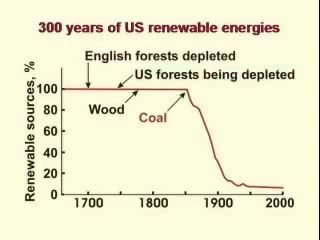 300 years of US renewable energies
English forests depleted
US forests being depleted
Wood
Coal
Renewable sources, %
100
80
60
40
20
0
1700
1800
1900
2000